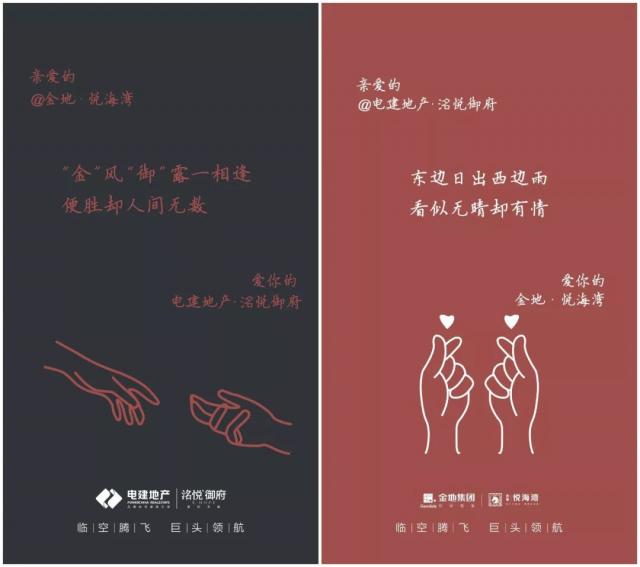 亲爱的
@金地·悦海湾
“金”风“御”露一相逢
便胜却人间无数
爱你的
电建地产·洺悦御府
电建地产
POWERCHINA REAL ESTATE
洺悦御府
临空腾飞 巨头领航
亲爱的
@电建地产·洺悦御府
东边日出西边雨
看似无晴却有情
爱你的
金地·悦海湾
金地集团
Gemdale
悦海湾
临空腾飞 巨头领航